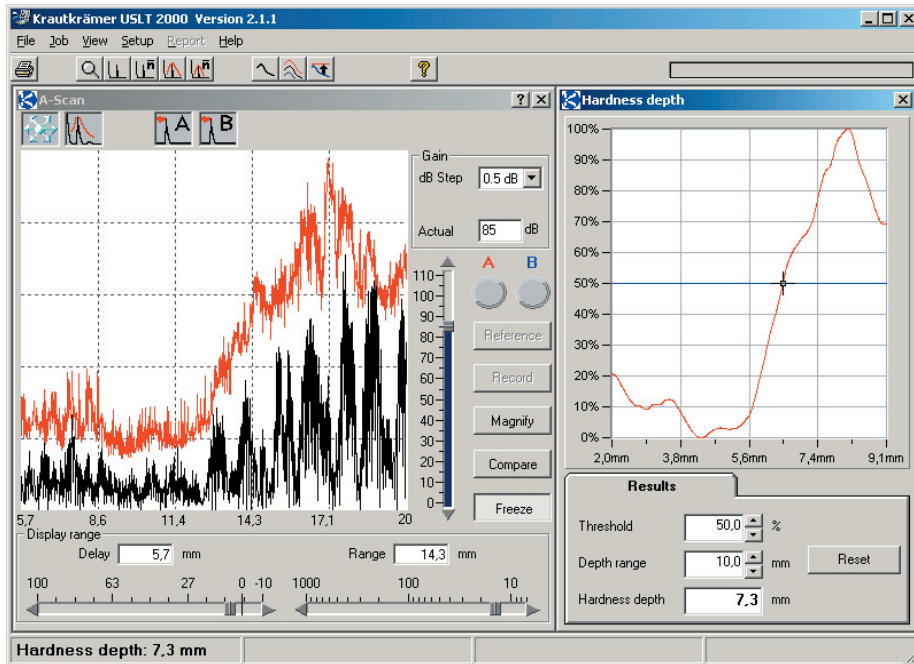 Krautkrämer USLT 2000 Version 2.1.1
File Job View Setup Report Help
n n ?
A-Scan
A B
Gain
dB Step 0.5 dB
Actual 85 dB
A B
110
100
90
80
70
60
50
40
30
20
10
0
Reference
Record
Magnify
Compare
Freeze
5,7 8,6 11,4 14,3 17,1 20
Display range
Delay 5,7 mm Range 14,3 mm
100 63 27 0 -10 1000 100 10
Hardness depth
100%
90%
80%
70%
60%
50%
40%
30%
20%
10%
0%
2,0mm 3,8mm 5,6mm 7,4mm 9,1mm
Results
Threshold 50,0 %
Depth range 10,0 mm Reset
Hardness depth 7,3 mm
Hardness depth: 7,3 mm